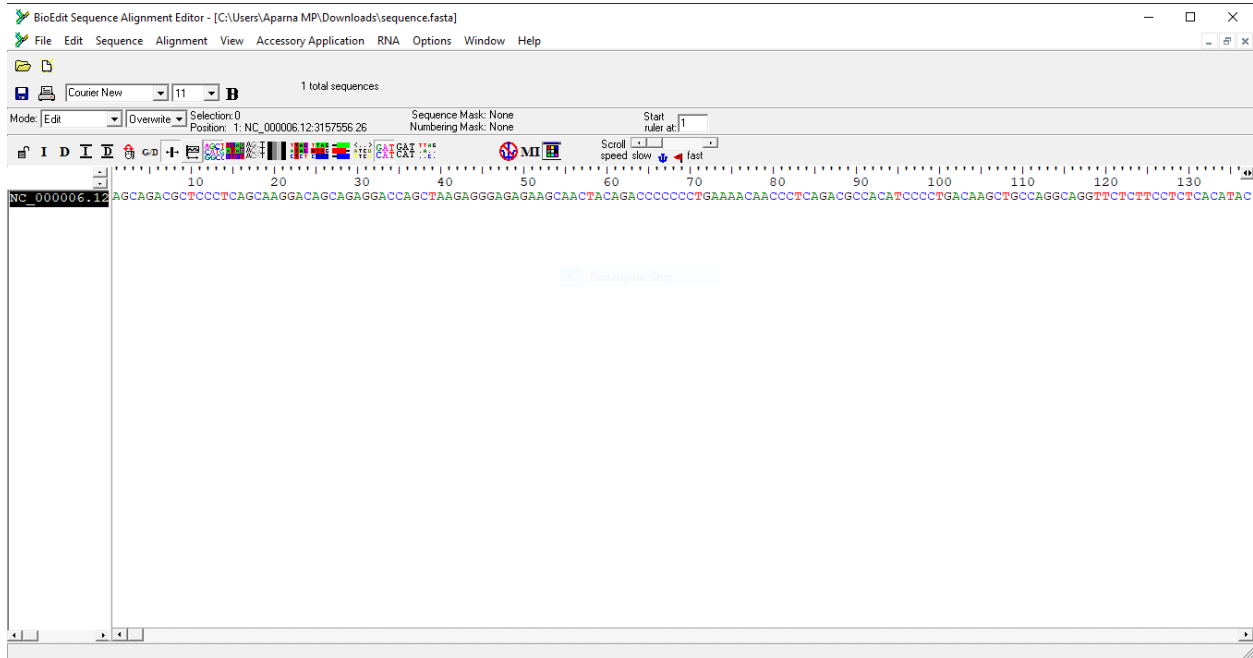 BioEdit Sequence Alignment Editor - [C:\Users\Aparna MP\Downloads\sequence.fasta]
File Edit Sequence Alignment View Accessory Application RNA Options Window Help
Courier New 11 B 1 total sequences
Mode: Edit Overwrite Selection: 0 Sequence Mask: None Start
Position: 1: NC_000006.12:3157556 26 Numbering Mask: None ruler at: 1
I D I D G/D MI Scroll
speed slow fast
10 20 30 40 50 60 70 80 90 100 110 120 130
NC_000006.12 AGCAGACGCTCCCTCAGCAAGGACAGCAGAGGACCAGCTAAGAGGGAGAGAAGCAACTACAGACCCCCCCTGAAAACAACCCTCAGACGCCACATCCCCTGACAAGCTGCCAGGCAGGTTCTCTTCCTCTCACATAC
Rectangular Snip